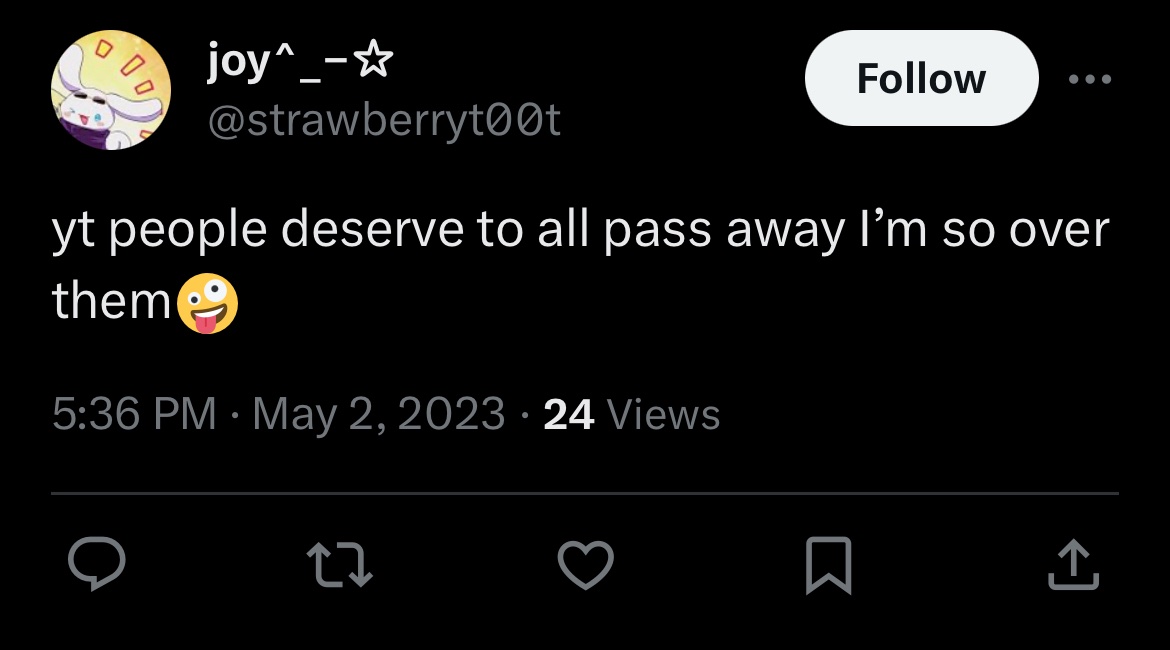 joy^_−☆
Follow
@strawberryt00t
yt people deserve to all pass away I’m so over
them🤪
5:36 PM · May 2, 2023 · 24 Views